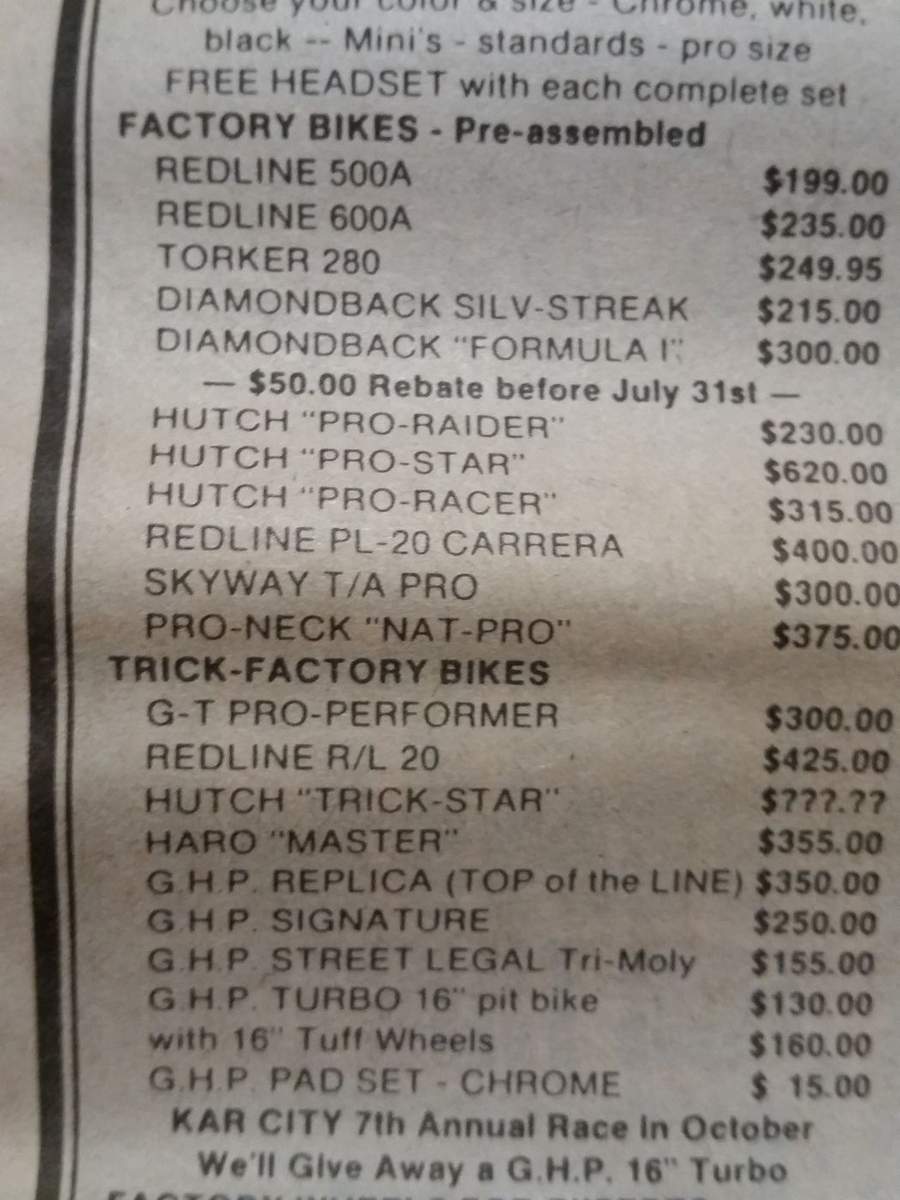 Choose your color & size - Chrome, white,
black -- Mini's - standards - pro size
FREE HEADSET with each complete set
FACTORY BIKES - Pre-assembled
REDLINE 500A $199.00
REDLINE 600A $235.00
TORKER 280 $249.95
DIAMONDBACK SILV-STREAK $215.00
DIAMONDBACK "FORMULA I" $300.00
— $50.00 Rebate before July 31st —
HUTCH "PRO-RAIDER" $230.00
HUTCH "PRO-STAR" $620.00
HUTCH "PRO-RACER" $315.00
REDLINE PL-20 CARRERA $400.00
SKYWAY T/A PRO $300.00
PRO-NECK "NAT-PRO" $375.00
TRICK-FACTORY BIKES
G-T PRO-PERFORMER $300.00
REDLINE R/L 20 $425.00
HUTCH "TRICK-STAR" $???.??
HARO "MASTER" $355.00
G.H.P. REPLICA (TOP of the LINE) $350.00
G.H.P. SIGNATURE $250.00
G.H.P. STREET LEGAL Tri-Moly $155.00
G.H.P. TURBO 16" pit bike $130.00
with 16" Tuff Wheels $160.00
G.H.P. PAD SET - CHROME $ 15.00
KAR CITY 7th Annual Race in October
We'll Give Away a G.H.P. 16" Turbo